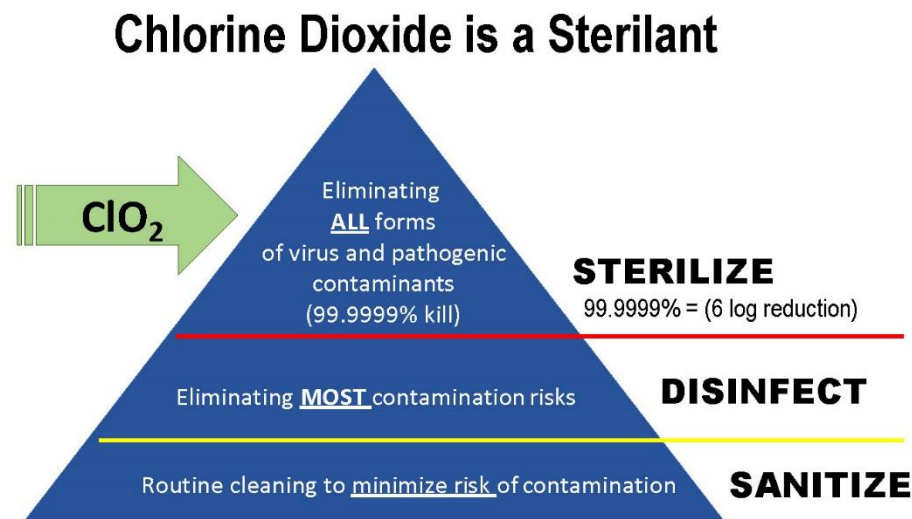 Chlorine Dioxide is a Sterilant
ClO₂
Eliminating
ALL forms
of virus and pathogenic
contaminants
(99.9999% kill)
STERILIZE
99.9999% = (6 log reduction)
Eliminating MOST contamination risks
DISINFECT
Routine cleaning to minimize risk of contamination
SANITIZE